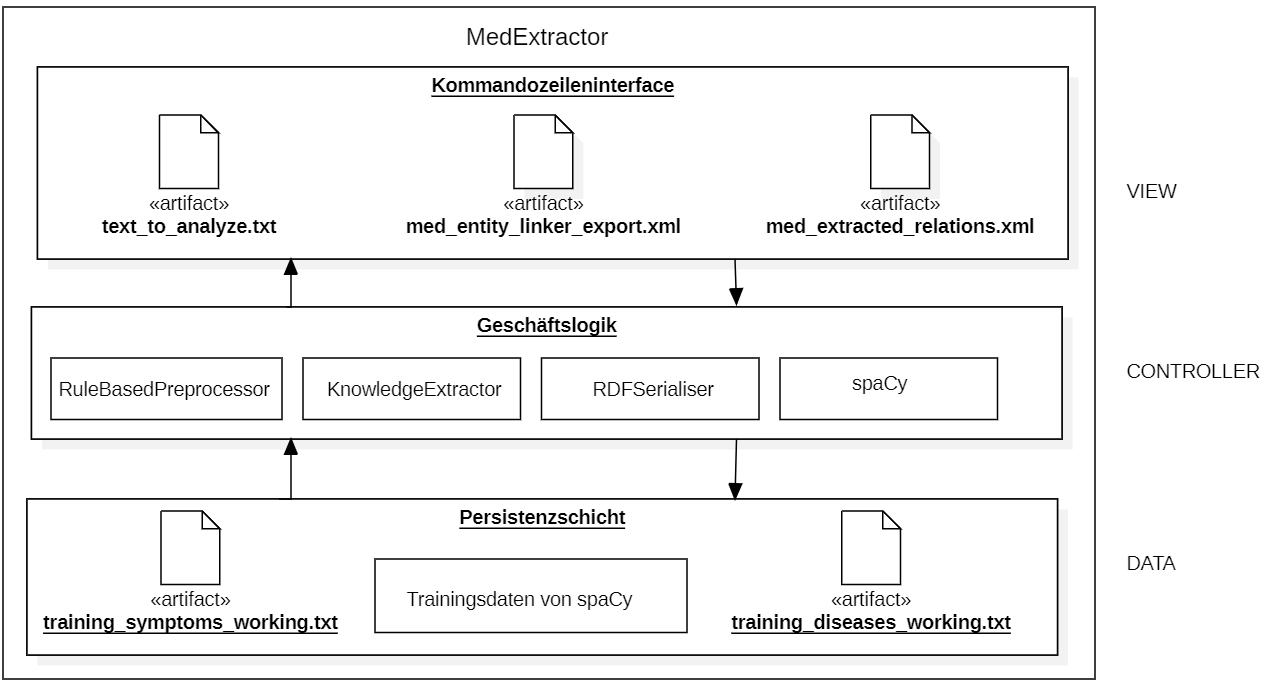 MedExtractor
Kommandozeileninterface
«artifact»
text_to_analyze.txt
«artifact»
med_entity_linker_export.xml
«artifact»
med_extracted_relations.xml
VIEW
Geschäftslogik
RuleBasedPreprocessor
KnowledgeExtractor
RDFSerialiser
spaCy
CONTROLLER
Persistenzschicht
«artifact»
training_symptoms_working.txt
Trainingsdaten von spaCy
«artifact»
training_diseases_working.txt
DATA